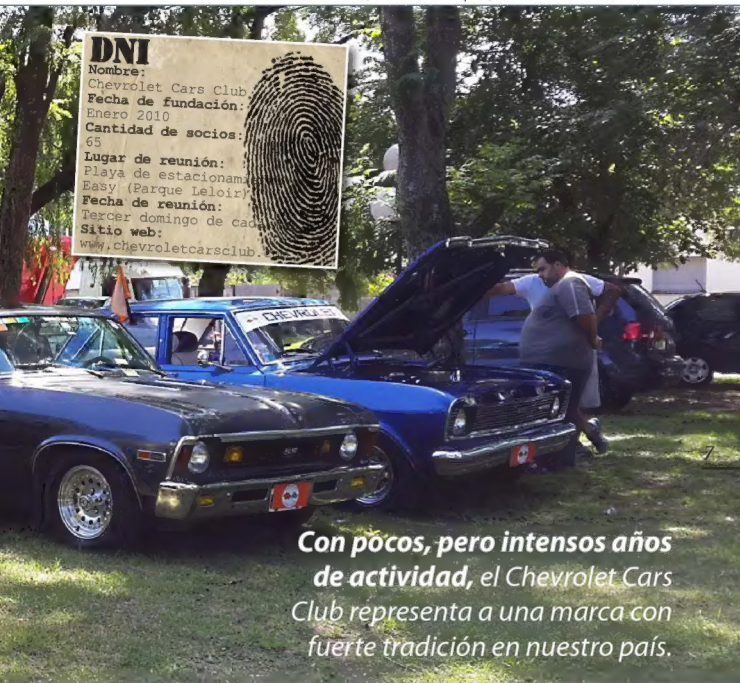 DNI
Nombre:
Chevrolet Cars Club
Fecha de fundación:
Enero 2010
Cantidad de socios:
65
Lugar de reunión:
Playa de estacionam
Easy (Parque Leloir)
Fecha de reunión:
Tercer domingo de cad
Sitio web:
www.chevroletcarsclub.
CHEVROLET
SS
Con pocos, pero intensos años
de actividad, el Chevrolet Cars
Club representa a una marca con
fuerte tradición en nuestro país.